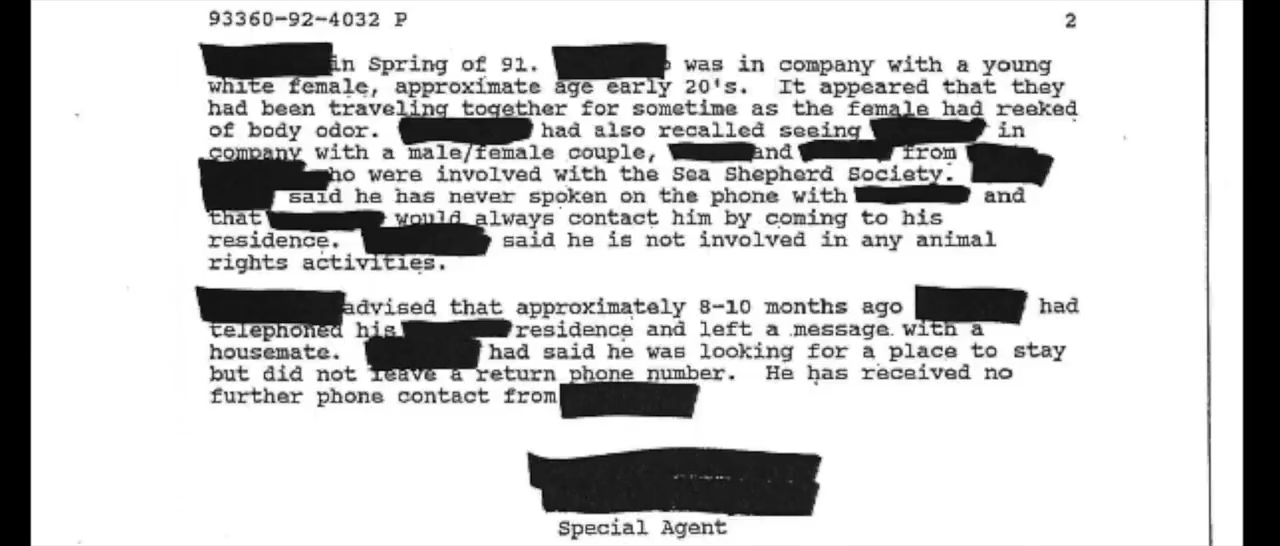 93360-92-4032 P 2
in Spring of 91. was in company with a young
white female, approximate age early 20's. It appeared that they
had been traveling together for sometime as the female had reeked
of body odor. had also recalled seeing in
company with a male/female couple, and from
ho were involved with the Sea Shepherd Society.
said he has never spoken on the phone with and
that would always contact him by coming to his
residence. said he is not involved in any animal
rights activities.
advised that approximately 8-10 months ago had
telephoned his residence and left a message with a
housemate. had said he was looking for a place to stay
but did not leave a return phone number. He has received no
further phone contact from
Special Agent